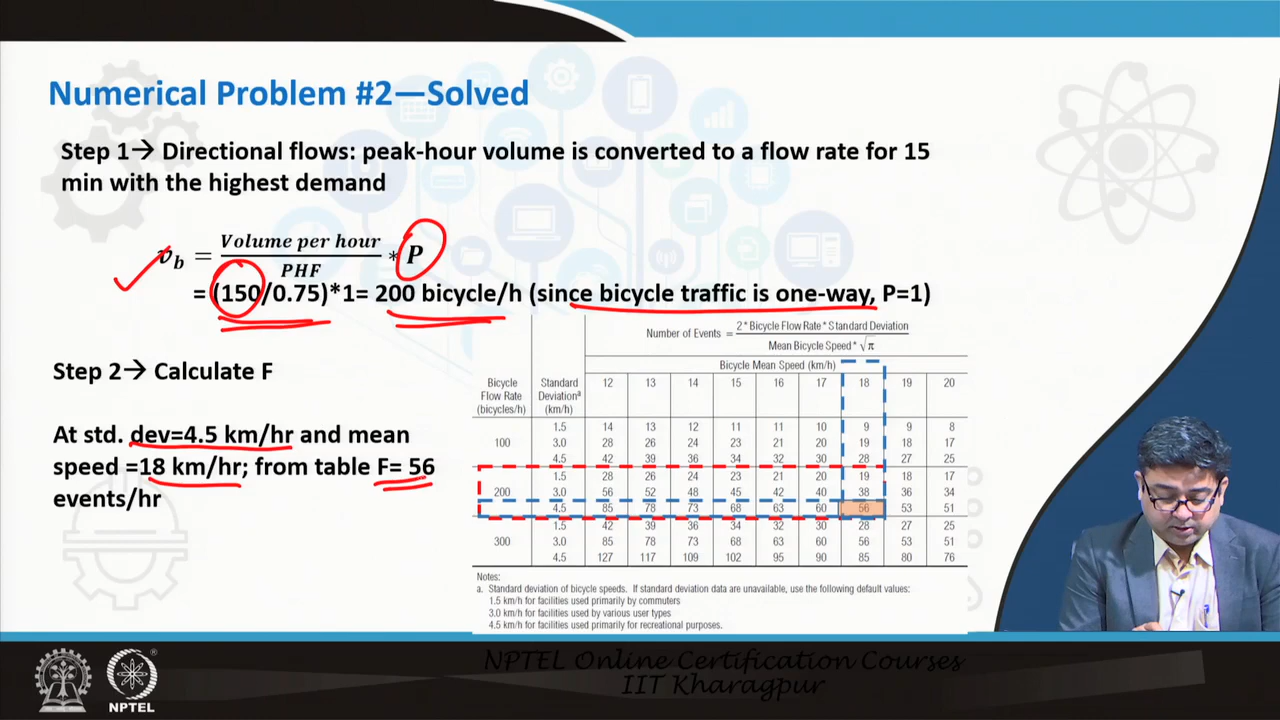 Numerical Problem #2—Solved
Step 1→ Directional flows: peak-hour volume is converted to a flow rate for 15
min with the highest demand
v_b = Volume per hour / PHF * P
= (150/0.75)*1= 200 bicycle/h (since bicycle traffic is one-way, P=1)
Step 2→ Calculate F
At std. dev=4.5 km/hr and mean
speed =18 km/hr; from table F= 56
events/hr
Number of Events = 2* Bicycle Flow Rate* Standard Deviation / Mean Bicycle Speed* √π
Bicycle Mean Speed (km/h)
Bicycle Flow Rate (bicycles/h) Standard Deviationª (km/h) 12 13 14 15 16 17 18 19 20
1.5 14 13 12 11 11 10 9 9 8
100 3.0 28 26 24 23 21 20 19 18 17
4.5 42 39 36 34 32 30 28 27 25
1.5 28 26 24 23 21 20 19 18 17
200 3.0 56 52 48 45 42 40 38 36 34
4.5 85 78 73 68 63 60 56 53 51
1.5 42 39 36 34 32 30 28 27 25
300 3.0 85 78 73 68 63 60 56 53 51
4.5 127 117 109 102 95 90 85 80 76
Notes:
a. Standard deviation of bicycle speeds. If standard deviation data are unavailable, use the following default values:
1.5 km/h for facilities used primarily by commuters
3.0 km/h for facilities used by various user types
4.5 km/h for facilities used primarily for recreational purposes.
NPTEL Online Certification Courses
IIT Kharagpur
NPTEL